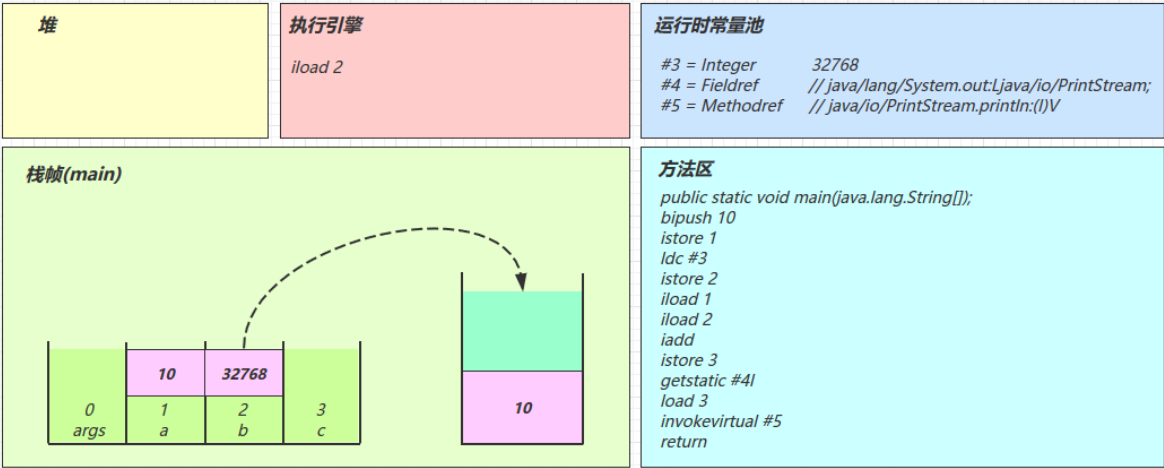 堆
执行引擎
iload 2
运行时常量池
#3 = Integer 32768
#4 = Fieldref // java/lang/System.out:Ljava/io/PrintStream;
#5 = Methodref // java/io/PrintStream.println:(I)V
栈帧(main)
10 32768
0 1 2 3
args a b c
10
方法区
public static void main(java.lang.String[]);
bipush 10
istore 1
ldc #3
istore 2
iload 1
iload 2
iadd
istore 3
getstatic #4l
load 3
invokevirtual #5
return